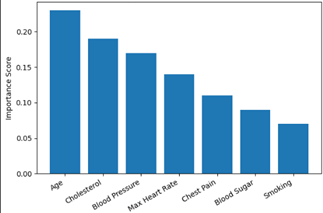 Importance Score
0.20
0.15
0.10
0.05
0.00
Age
Cholesterol
Blood Pressure
Max Heart Rate
Chest Pain
Blood Sugar
Smoking